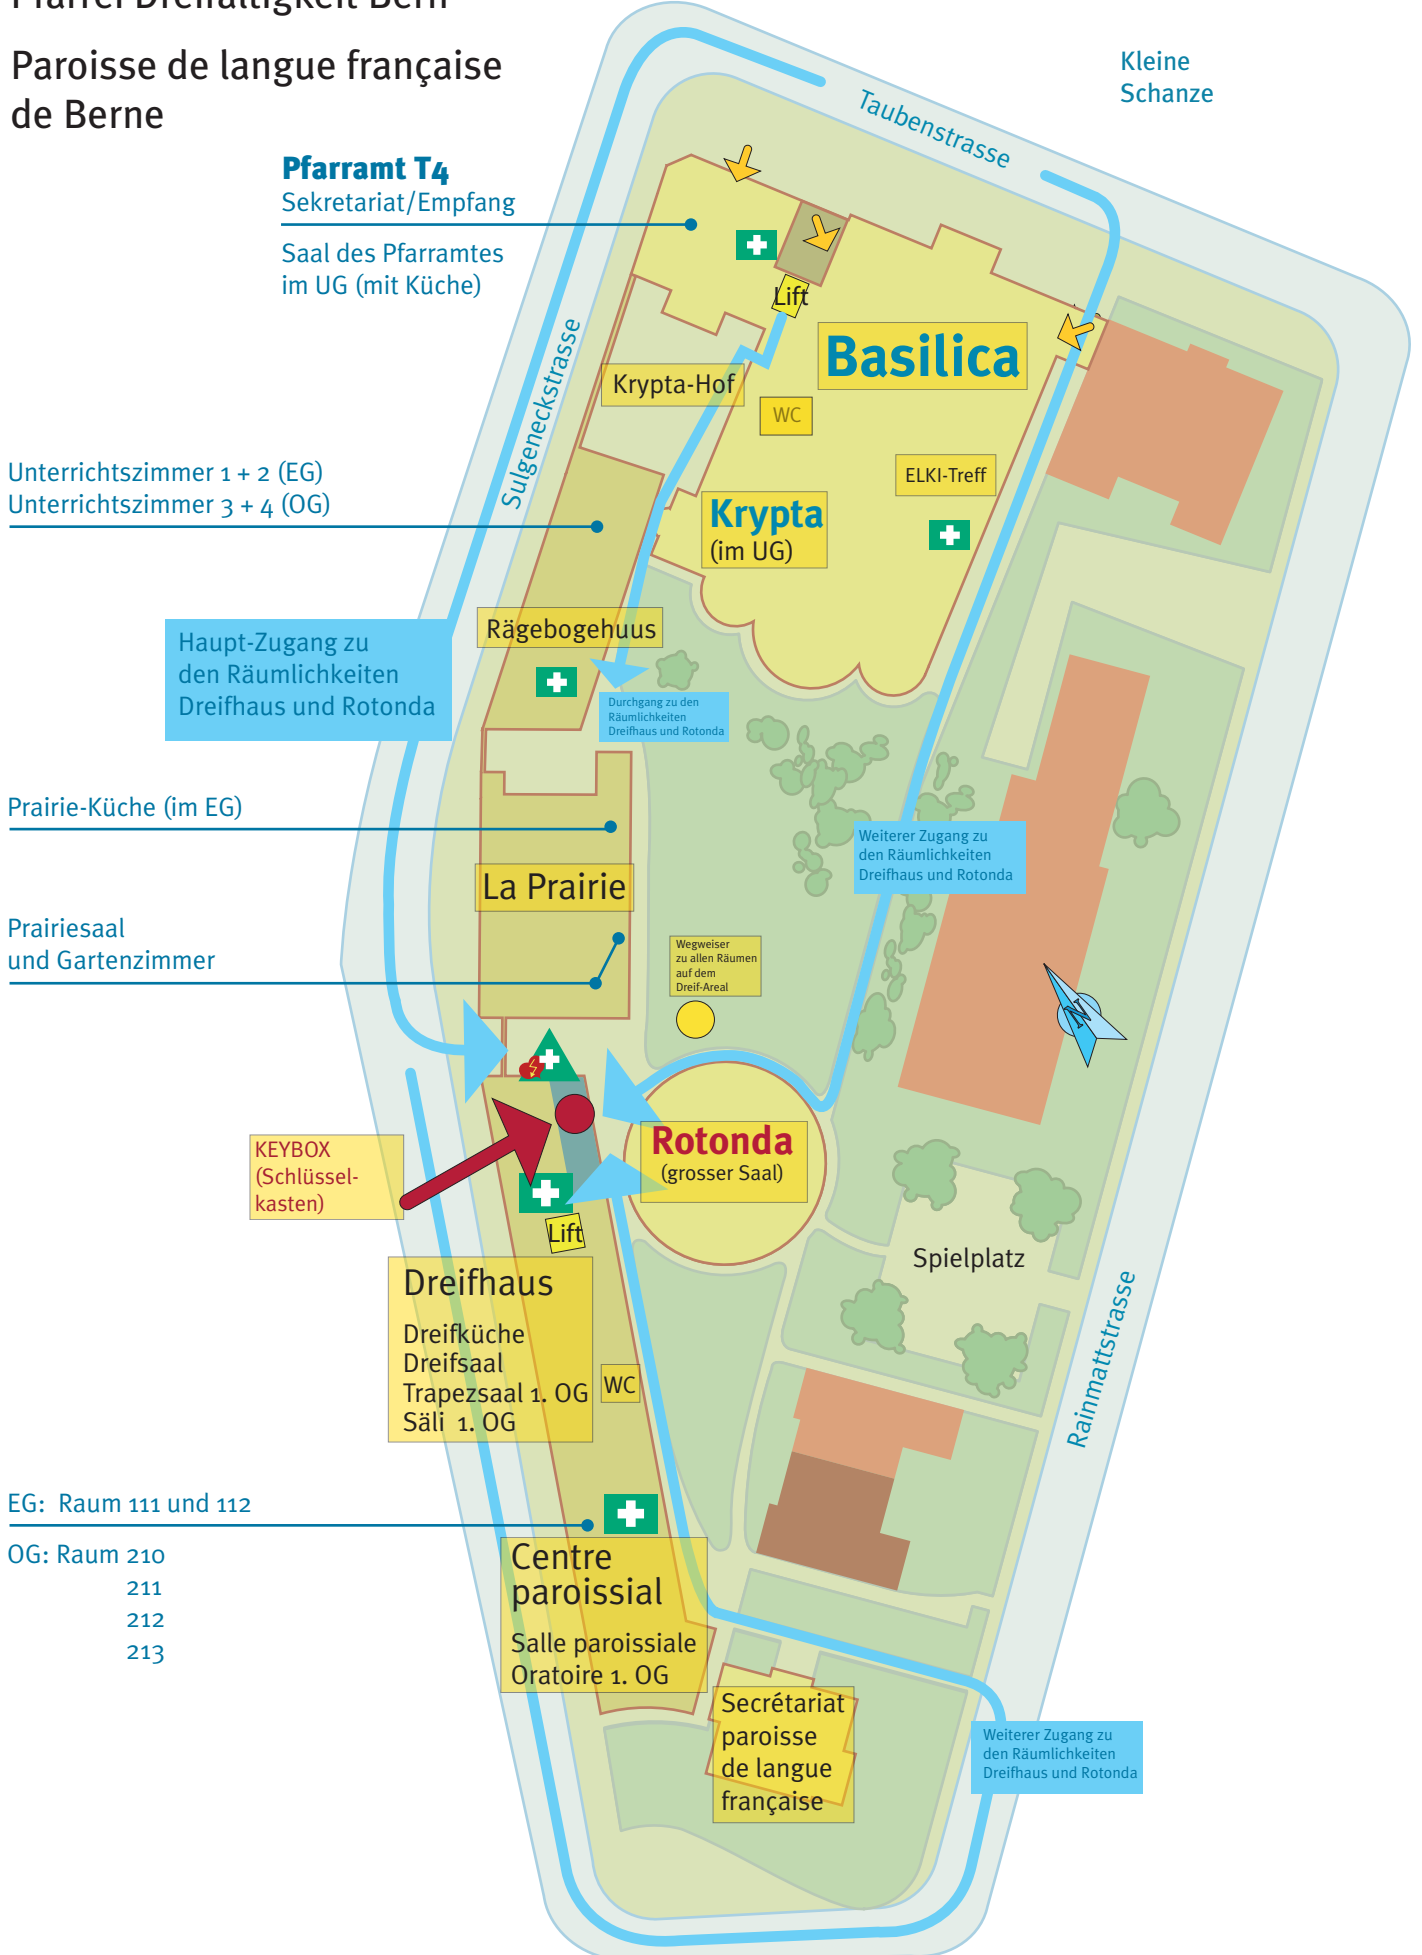 Pfarrei Dreifaltigkeit Bern
Paroisse de langue française
de Berne
Kleine
Schanze
Taubenstrasse
Pfarramt T4
Sekretariat/Empfang
Saal des Pfarramtes
im UG (mit Küche)
Lift
Basilica
Sulgeneckstrasse
Krypta-Hof
WC
Unterrichtszimmer 1 + 2 (EG)
Unterrichtszimmer 3 + 4 (OG)
ELKI-Treff
Krypta
(im UG)
Rägebogehuus
Haupt-Zugang zu
den Räumlichkeiten
Dreifhaus und Rotonda
Durchgang zu den
Räumlichkeiten
Dreifhaus und Rotonda
Prairie-Küche (im EG)
Weiterer Zugang zu
den Räumlichkeiten
Dreifhaus und Rotonda
La Prairie
Prairiesaal
und Gartenzimmer
Wegweiser
zu allen Räumen
auf dem
Dreif-Areal
N
KEYBOX
(Schlüssel-
kasten)
Rotonda
(grosser Saal)
Lift
Spielplatz
Dreifhaus
Dreifküche
Dreifsaal
Trapezsaal 1. OG
Säli 1. OG
WC
Rainmattstrasse
EG: Raum 111 und 112
OG: Raum 210
211
212
213
Centre
paroissial
Salle paroissiale
Oratoire 1. OG
Secrétariat
paroisse
de langue
française
Weiterer Zugang zu
den Räumlichkeiten
Dreifhaus und Rotonda